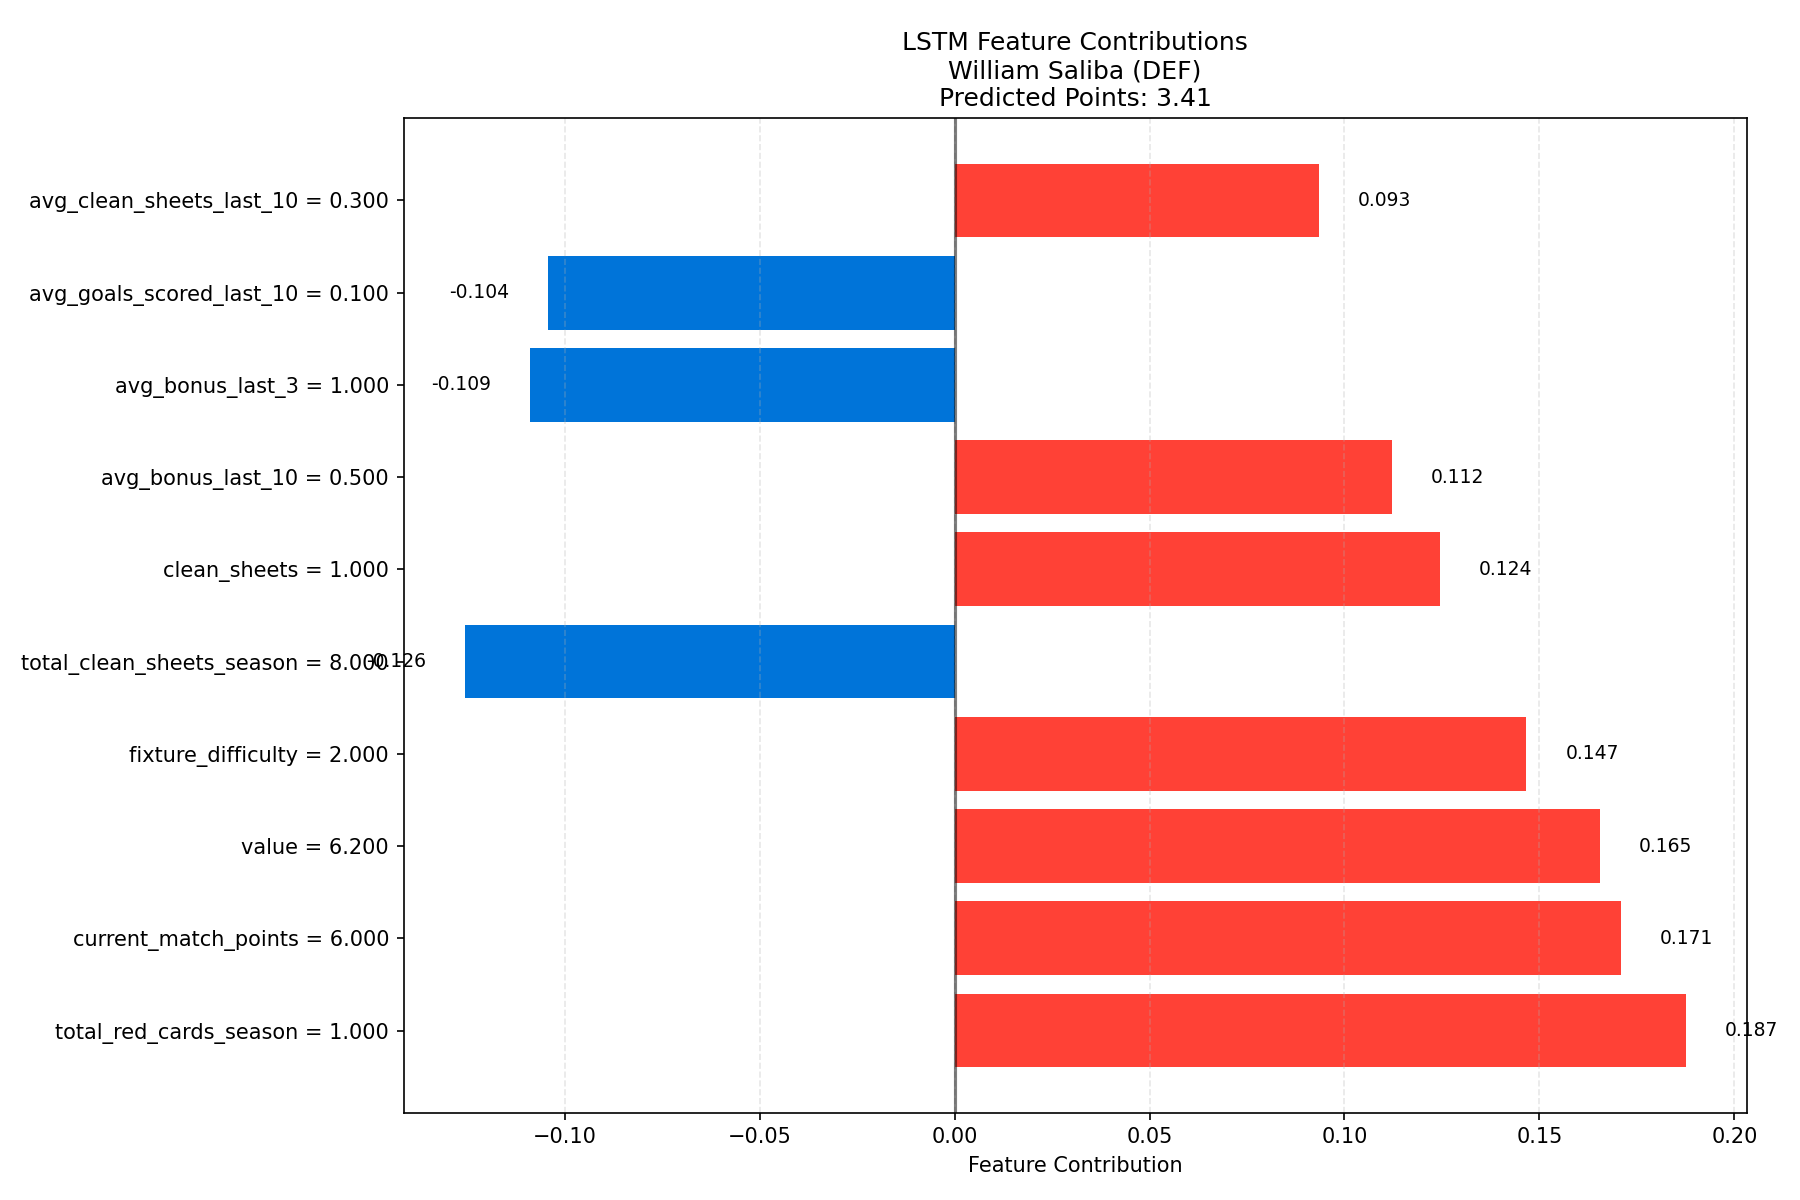 LSTM Feature Contributions
William Saliba (DEF)
Predicted Points: 3.41
avg_clean_sheets_last_10 = 0.300
0.093
avg_goals_scored_last_10 = 0.100
-0.104
avg_bonus_last_3 = 1.000
-0.109
avg_bonus_last_10 = 0.500
0.112
clean_sheets = 1.000
0.124
total_clean_sheets_season = 8.000
-0.126
fixture_difficulty = 2.000
0.147
value = 6.200
0.165
current_match_points = 6.000
0.171
total_red_cards_season = 1.000
0.187
−0.10 −0.05 0.00 0.05 0.10 0.15 0.20
Feature Contribution